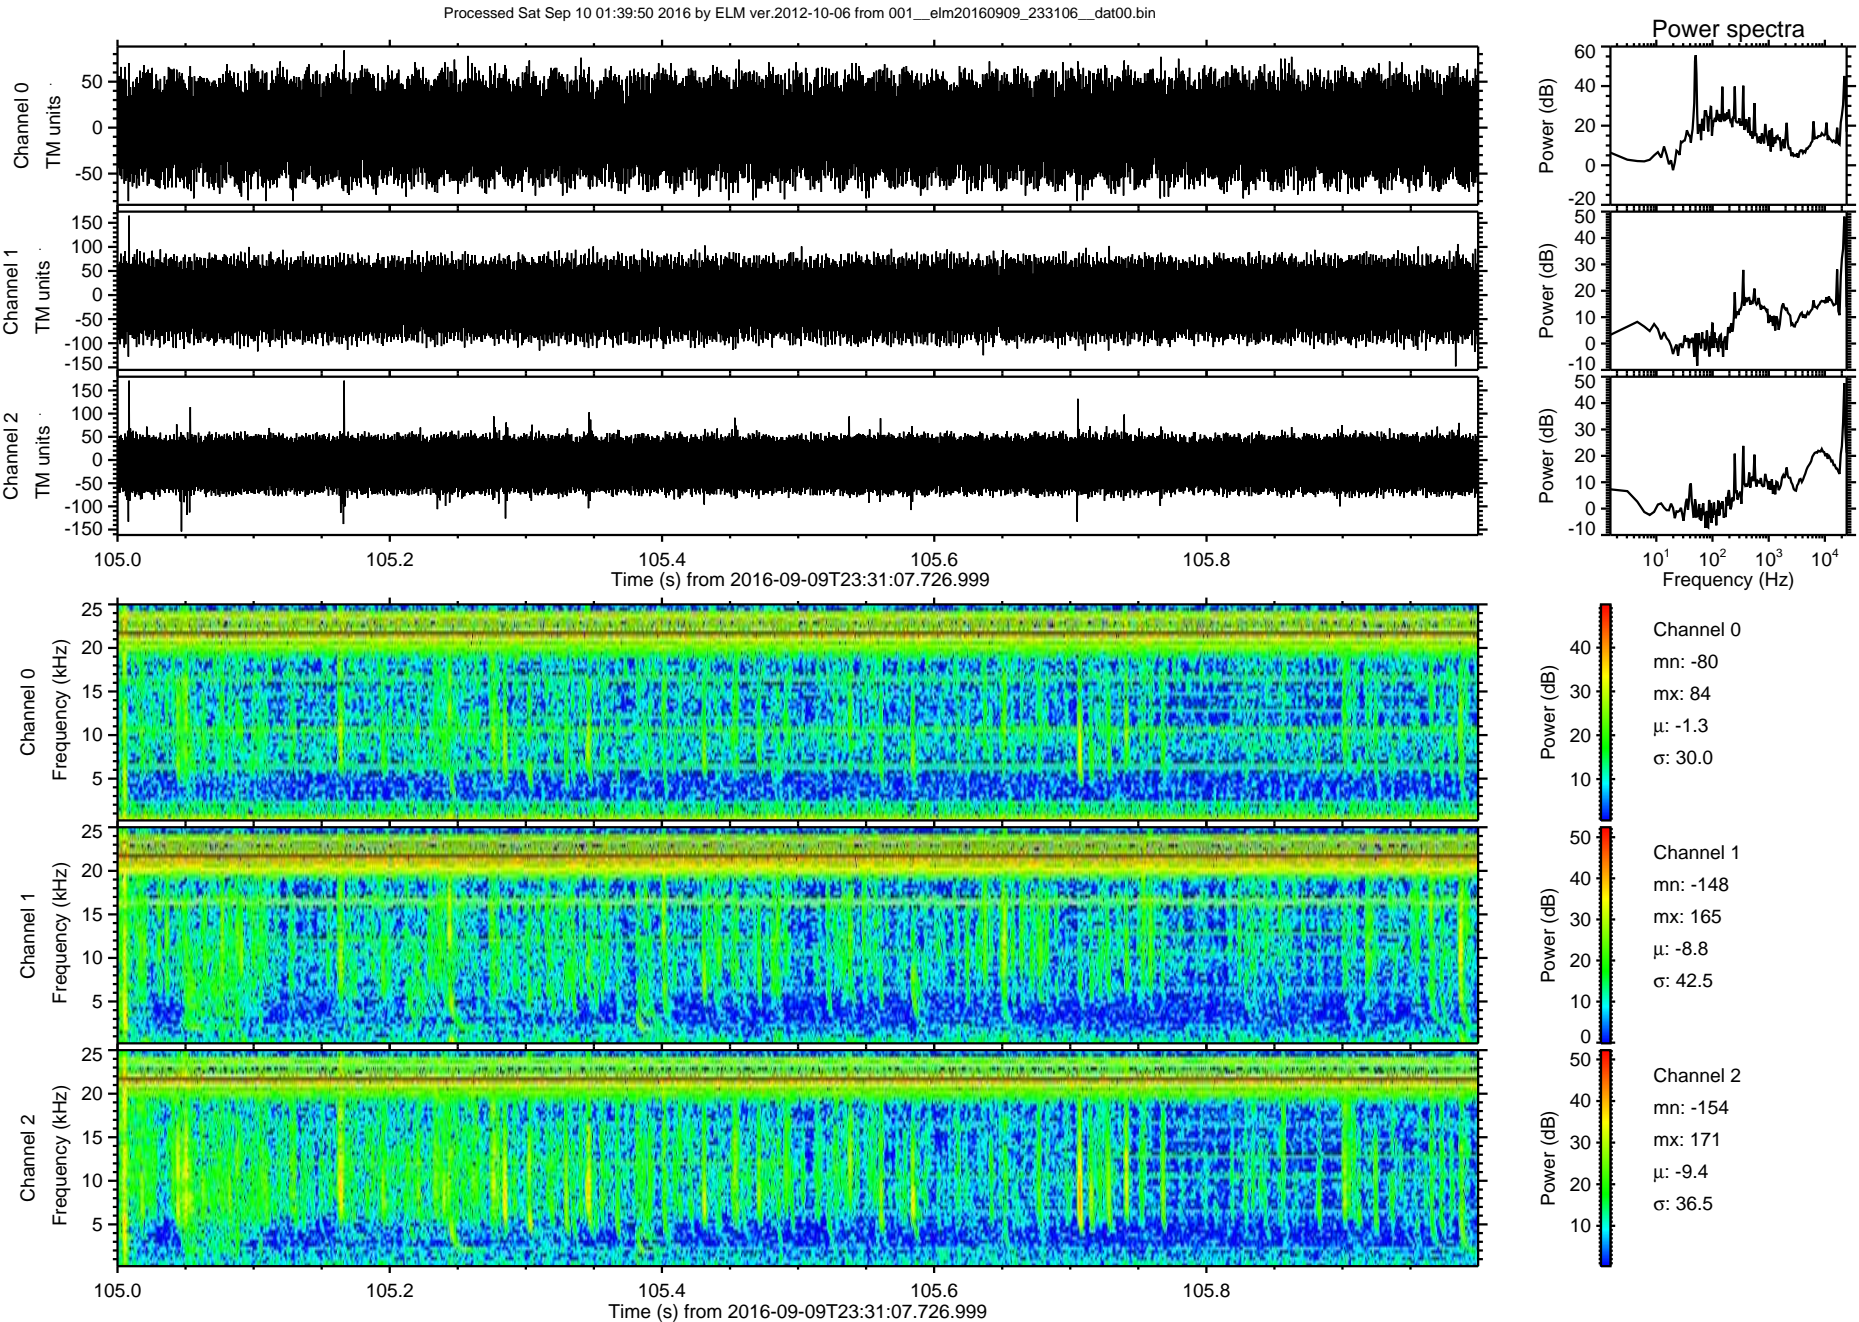 Processed Sat Sep 10 01:39:50 2016 by ELM ver.2012-10-06 from 001__elm20160909_233106__dat00.bin
Power spectra
Channel 0
TM units
50
0
-50
Power (dB)
60
40
20
0
-20
Channel 1
TM units
150
100
50
0
-50
-100
-150
Power (dB)
50
40
30
20
10
0
-10
Channel 2
TM units
150
100
50
0
-50
-100
-150
Power (dB)
50
40
30
20
10
0
-10
105.0 105.2 105.4 105.6 105.8
Time (s) from 2016-09-09T23:31:07.726.999
10¹ 10² 10³ 10⁴
Frequency (Hz)
Channel 0
Frequency (kHz)
25
20
15
10
5
Power (dB)
40
30
20
10
Channel 0
mn: -80
mx: 84
μ: -1.3
σ: 30.0
Channel 1
Frequency (kHz)
25
20
15
10
5
Power (dB)
50
40
30
20
10
0
Channel 1
mn: -148
mx: 165
μ: -8.8
σ: 42.5
Channel 2
Frequency (kHz)
25
20
15
10
5
Power (dB)
50
40
30
20
10
Channel 2
mn: -154
mx: 171
μ: -9.4
σ: 36.5
105.0 105.2 105.4 105.6 105.8
Time (s) from 2016-09-09T23:31:07.726.999